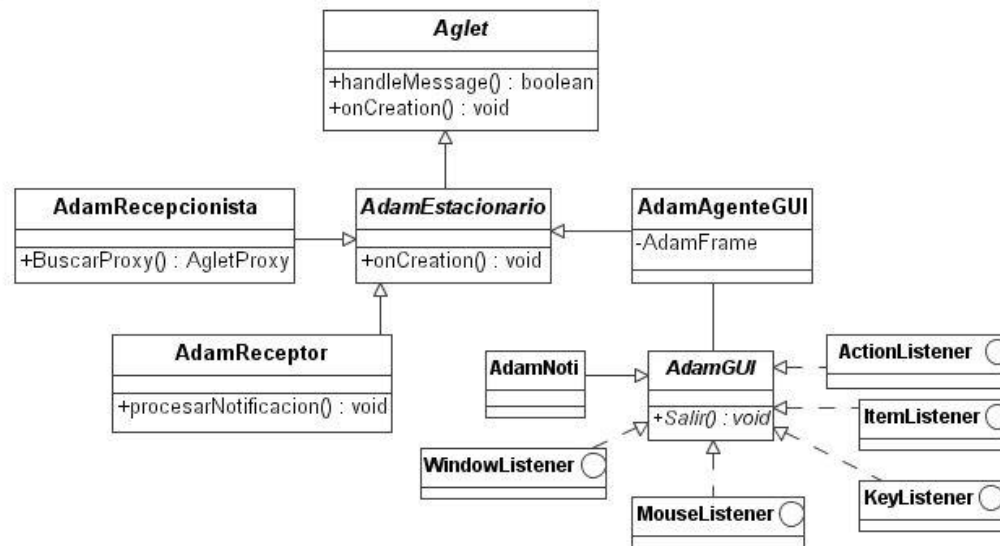 Aglet
+handleMessage() : boolean
+onCreation() : void
AdamRecepcionista
+BuscarProxy() : AgletProxy
AdamEstacionario
+onCreation() : void
AdamAgenteGUI
-AdamFrame
AdamReceptor
+procesarNotificacion() : void
AdamNoti
AdamGUI
+Salir() : void
ActionListener
ItemListener
WindowListener
MouseListener
KeyListener